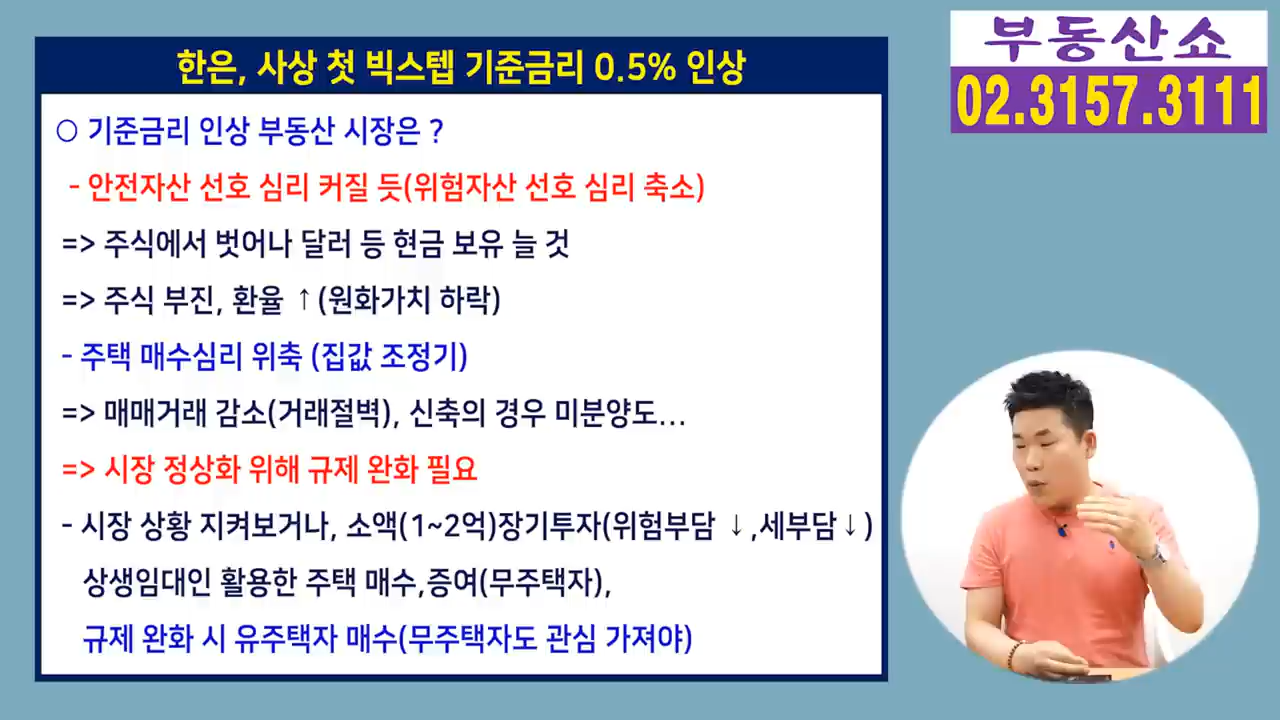 한은, 사상 첫 빅스텝 기준금리 0.5% 인상
부동산쇼
02.3157.3111
○ 기준금리 인상 부동산 시장은 ?
- 안전자산 선호 심리 커질 듯(위험자산 선호 심리 축소)
=> 주식에서 벗어나 달러 등 현금 보유 늘 것
=> 주식 부진, 환율 ↑(원화가치 하락)
- 주택 매수심리 위축 (집값 조정기)
=> 매매거래 감소(거래절벽), 신축의 경우 미분양도...
=> 시장 정상화 위해 규제 완화 필요
- 시장 상황 지켜보거나, 소액(1~2억)장기투자(위험부담 ↓,세부담↓)
상생임대인 활용한 주택 매수,증여(무주택자),
규제 완화 시 유주택자 매수(무주택자도 관심 가져야)